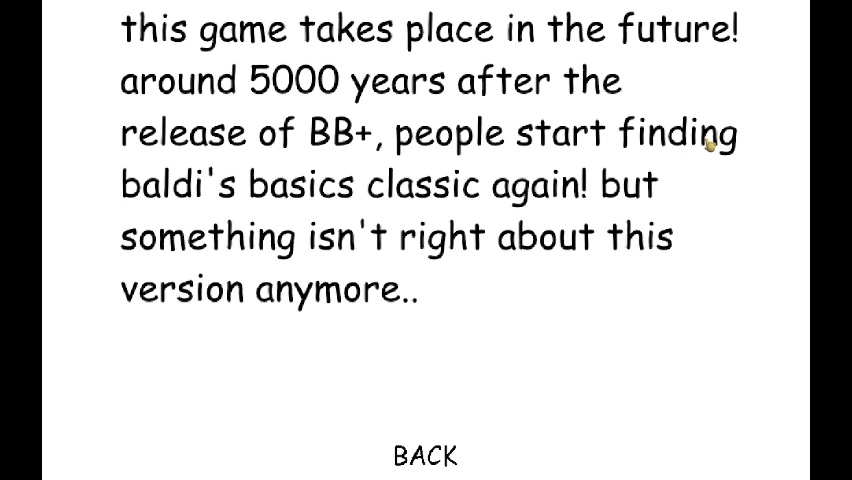 this game takes place in the future!
around 5000 years after the
release of BB+, people start finding
baldi's basics classic again! but
something isn't right about this
version anymore..
BACK